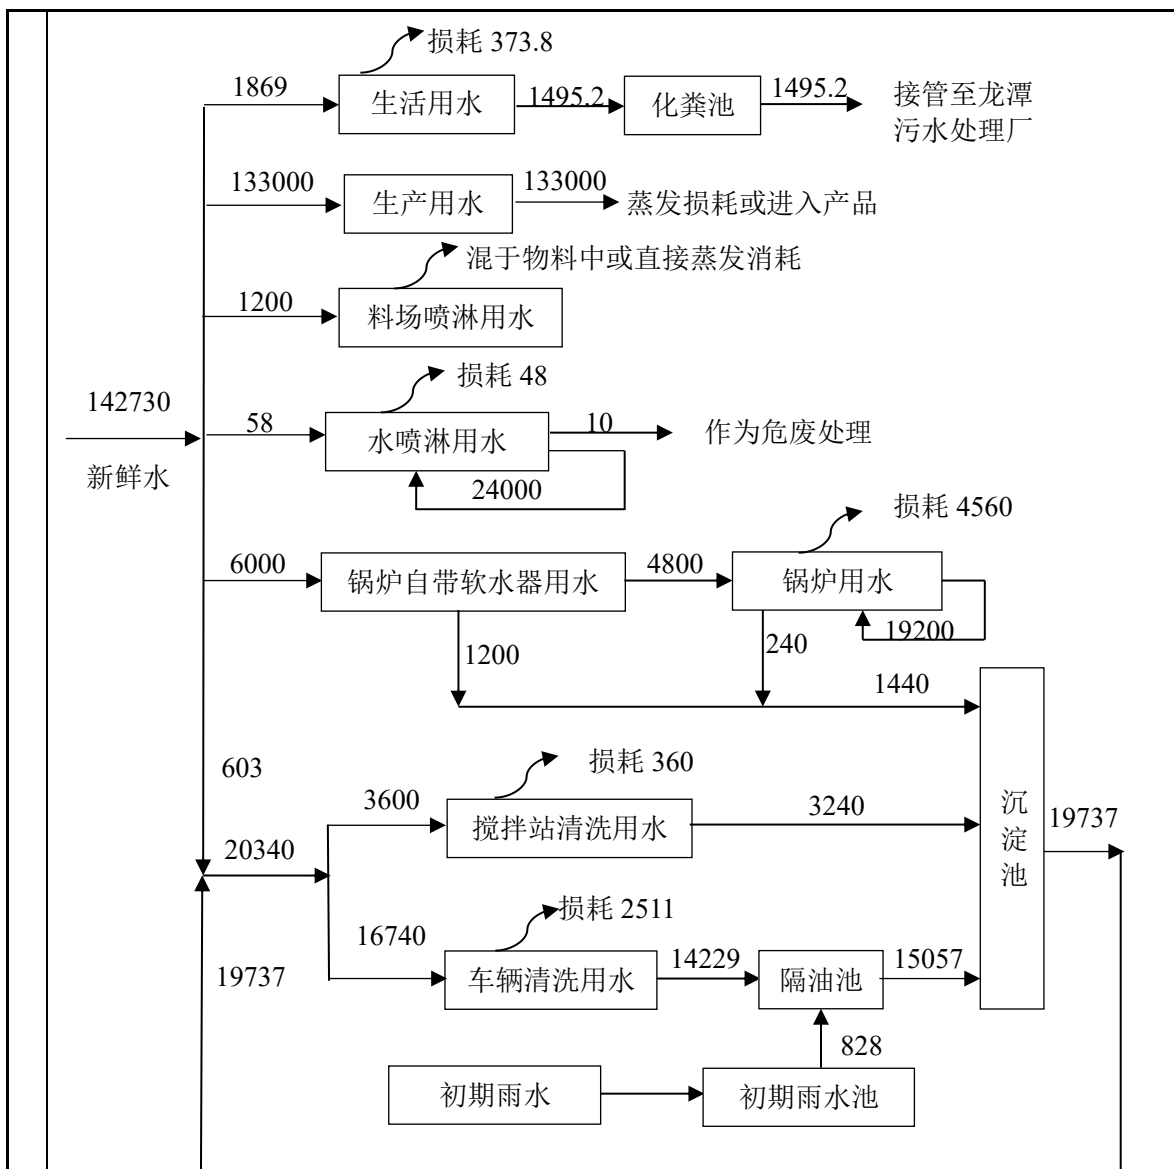 损耗 373.8
1869
生活用水
1495.2
化粪池
1495.2
接管至龙潭
污水处理厂
133000
生产用水
133000
蒸发损耗或进入产品
混于物料中或直接蒸发消耗
1200
料场喷淋用水
损耗 48
142730
新鲜水
58
水喷淋用水
10
作为危废处理
24000
损耗 4560
6000
锅炉自带软水器用水
4800
锅炉用水
19200
1200
240
1440
603
损耗 360
3600
搅拌站清洗用水
3240
沉
淀
池
19737
20340
损耗 2511
16740
车辆清洗用水
14229
隔油池
15057
19737
828
初期雨水
初期雨水池